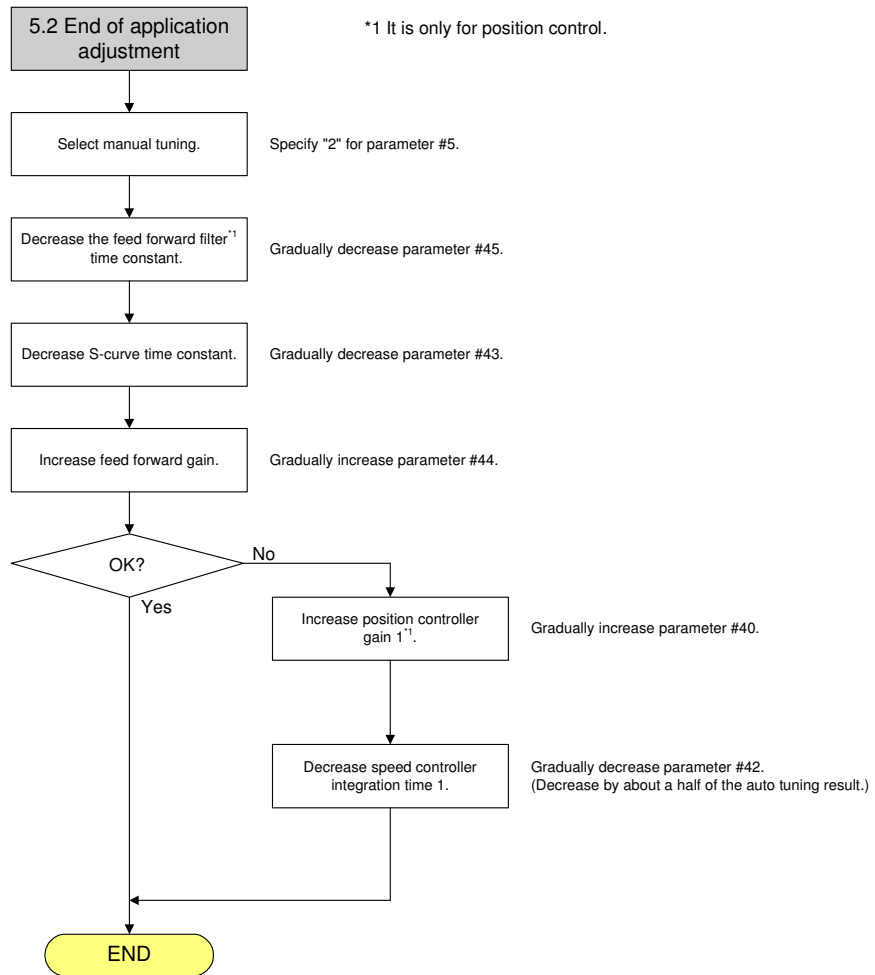 5.2 End of application
adjustment
*1 It is only for position control.
Select manual tuning.
Specify "2" for parameter #5.
Decrease the feed forward filter*1
time constant.
Gradually decrease parameter #45.
Decrease S-curve time constant.
Gradually decrease parameter #43.
Increase feed forward gain.
Gradually increase parameter #44.
OK?
No
Yes
Increase position controller
gain 1*1.
Gradually increase parameter #40.
Decrease speed controller
integration time 1.
Gradually decrease parameter #42.
(Decrease by about a half of the auto tuning result.)
END